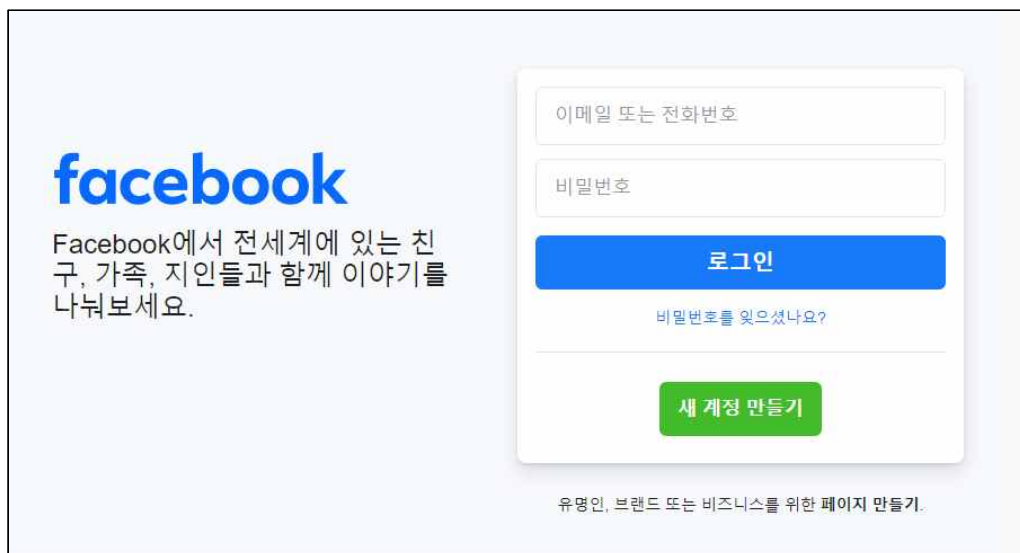 facebook
Facebook에서 전세계에 있는 친
구, 가족, 지인들과 함께 이야기를
나눠보세요.
이메일 또는 전화번호
비밀번호
로그인
비밀번호를 잊으셨나요?
새 계정 만들기
유명인, 브랜드 또는 비즈니스를 위한 페이지 만들기.